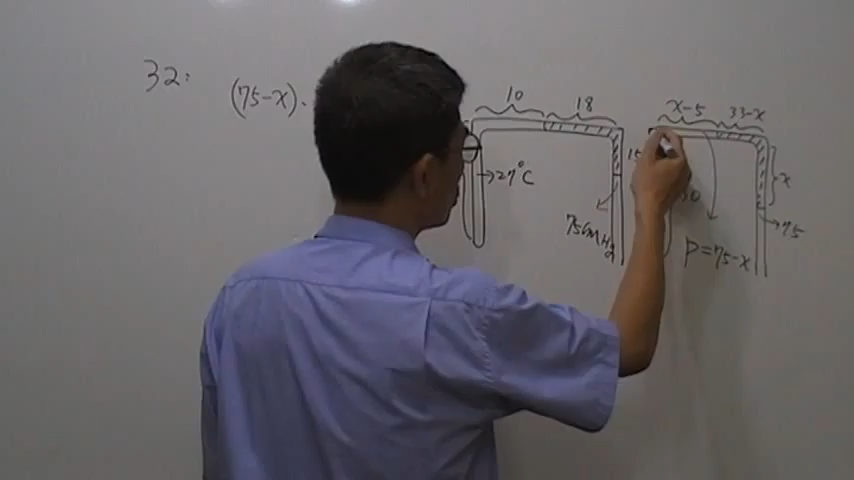 32:
(75-x).
10
18
→27°C
75cmHg
x-5
33-x
x
→75
P=75-x